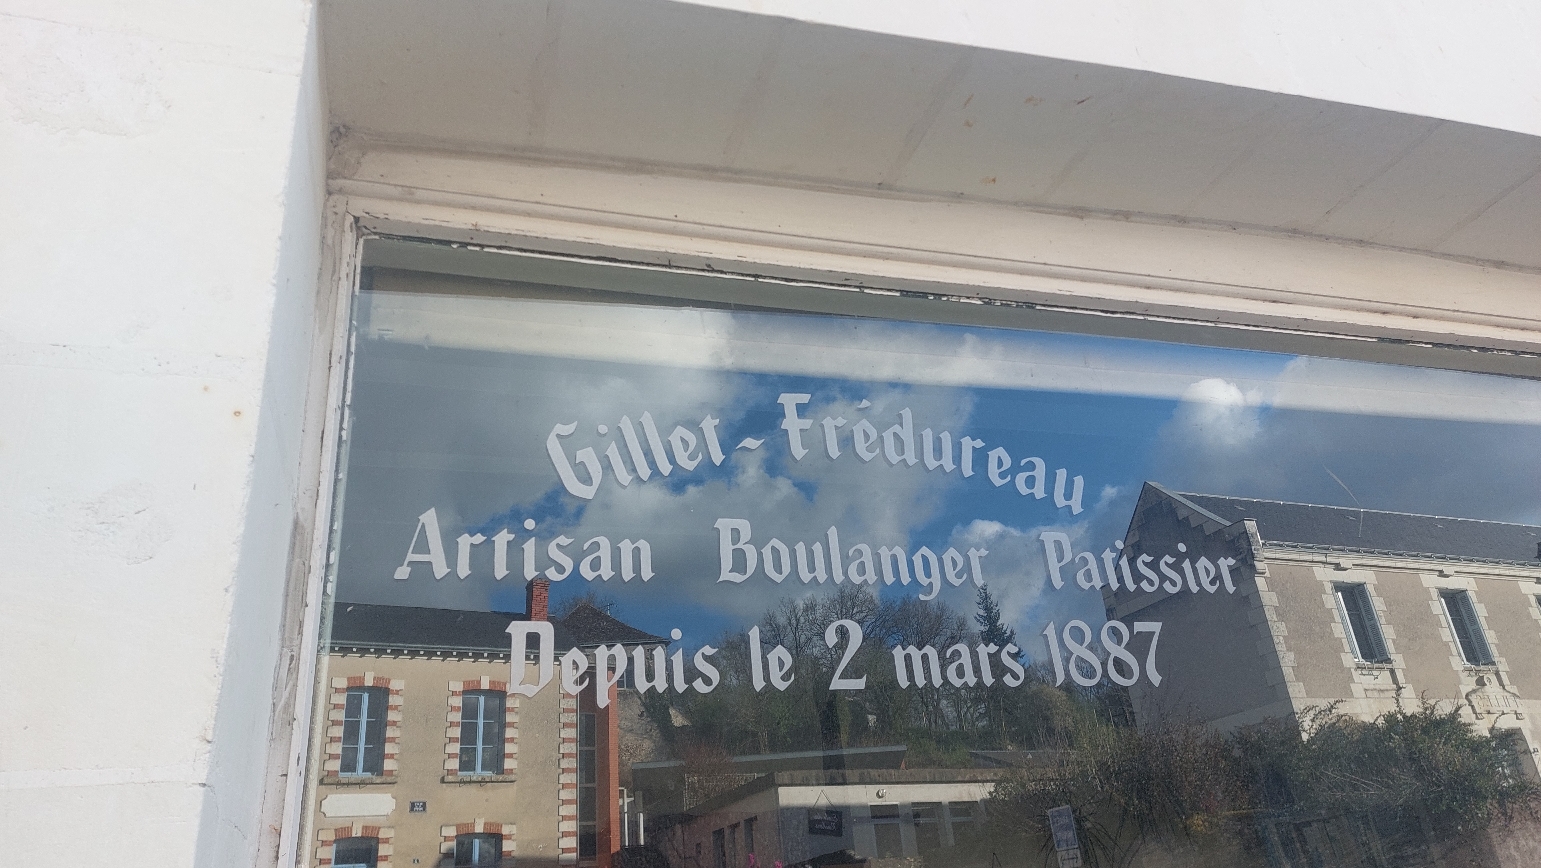 Gillet-Frédureau
Artisan Boulanger Patissier
Depuis le 2 mars 1887